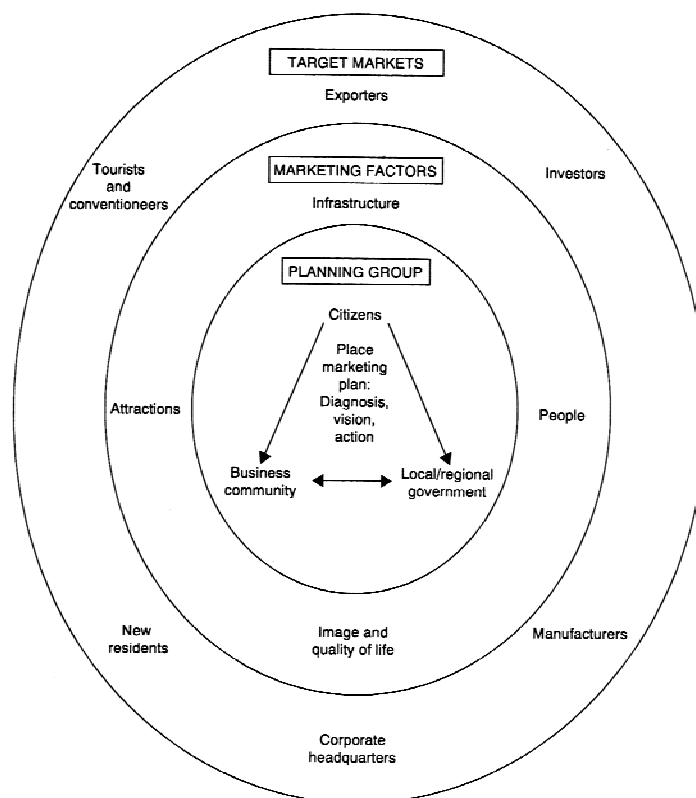 TARGET MARKETS
Exporters
Tourists
and
conventioneers
Investors
MARKETING FACTORS
Infrastructure
PLANNING GROUP
Citizens
Place
marketing
plan:
Diagnosis,
vision,
action
Attractions
People
Business
community
Local/regional
government
New
residents
Image and
quality of life
Manufacturers
Corporate
headquarters